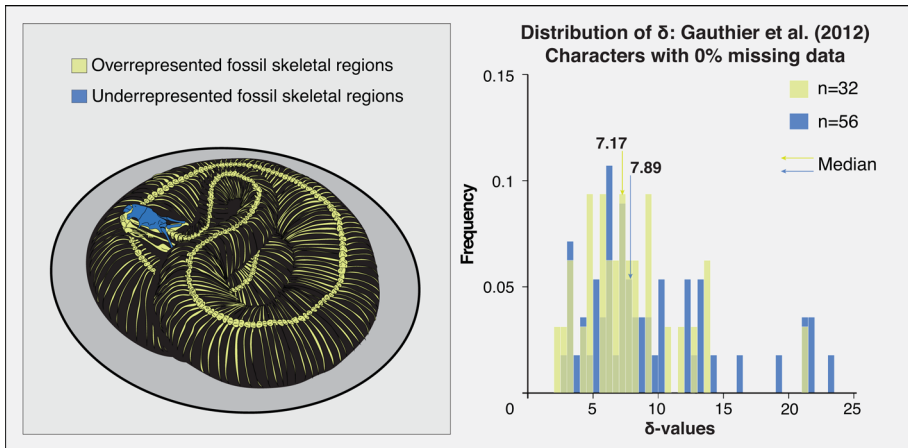 Overrepresented fossil skeletal regions
Underrepresented fossil skeletal regions
Distribution of δ: Gauthier et al. (2012)
Characters with 0% missing data
0.15
n=32
n=56
7.17
7.89
Median
0.1
Frequency
0.05
0
5
10
15
20
25
δ-values